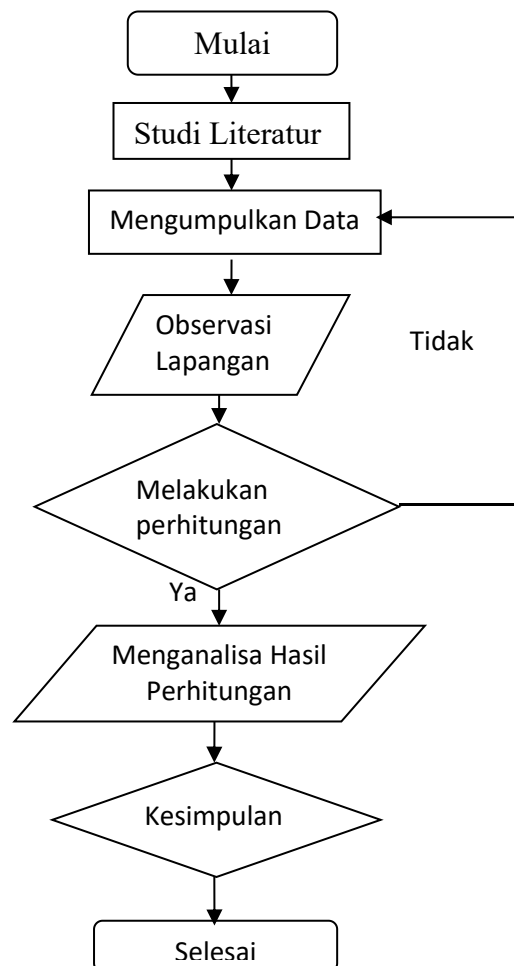 Mulai
Studi Literatur
Mengumpulkan Data
Observasi
Lapangan
Tidak
Melakukan
perhitungan
Ya
Menganalisa Hasil
Perhitungan
Kesimpulan
Selesai